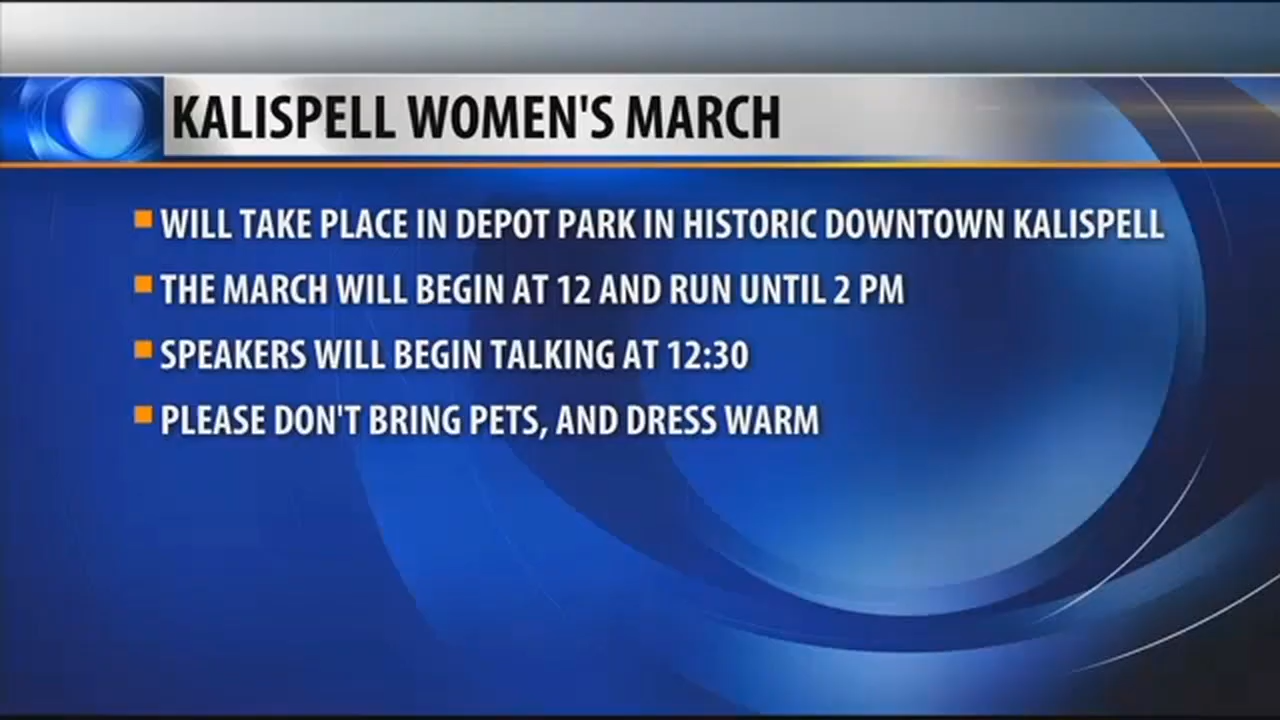 KALISPELL WOMEN'S MARCH
WILL TAKE PLACE IN DEPOT PARK IN HISTORIC DOWNTOWN KALISPELL
THE MARCH WILL BEGIN AT 12 AND RUN UNTIL 2 PM
SPEAKERS WILL BEGIN TALKING AT 12:30
PLEASE DON'T BRING PETS, AND DRESS WARM